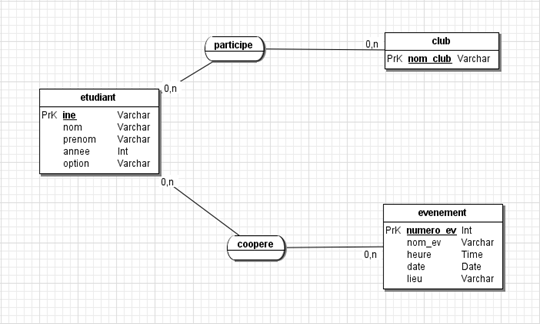 participe
0,n
club
PrK nom_club Varchar
0,n
etudiant
PrK ine Varchar
nom Varchar
prenom Varchar
annee Int
option Varchar
0,n
coopere
0,n
evenement
PrK numero_ev Int
nom_ev Varchar
heure Time
date Date
lieu Varchar